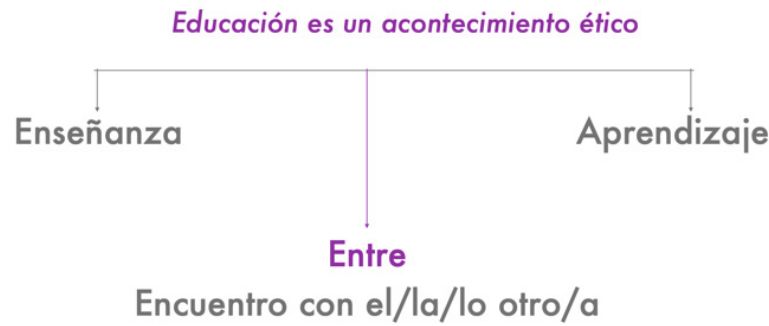 Educación es un acontecimiento ético
Enseñanza
Aprendizaje
Entre
Encuentro con el/la/lo otro/a